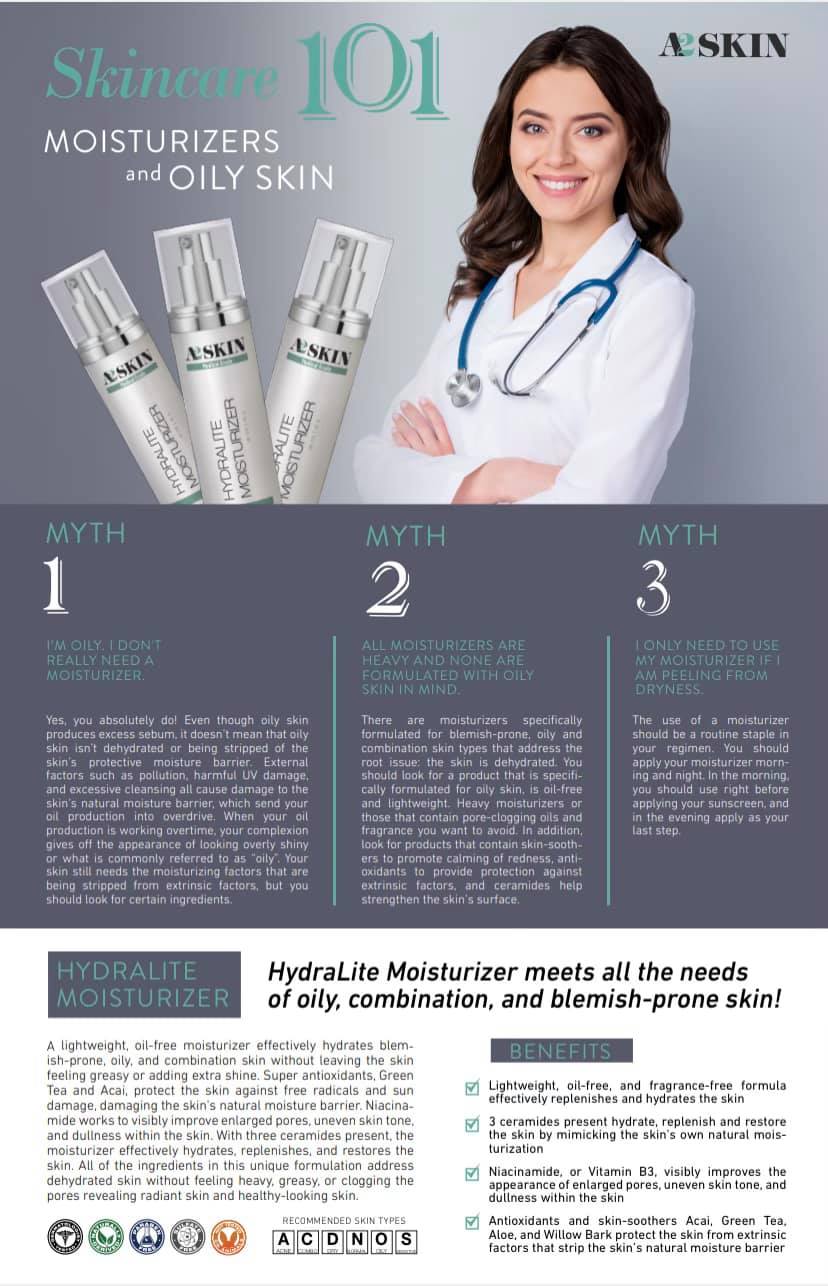 Skincare 101
MOISTURIZERS
and OILY SKIN
A2 SKIN
A2SKIN
HYDRALITE
MOISTURIZER
A2SKIN
HYDRALITE
MOISTURIZER
A2SKIN
MOISTURIZER
MYTH
1
I'M OILY. I DON'T
REALLY NEED A
MOISTURIZER.
Yes, you absolutely do! Even though oily skin
produces excess sebum, it doesn't mean that oily
skin isn't dehydrated or being stripped of the
skin's protective moisture barrier. External
factors such as pollution, harmful UV damage,
and excessive cleansing all cause damage to the
skin's natural moisture barrier, which send your
oil production into overdrive. When your oil
production is working overtime, your complexion
gives off the appearance of looking overly shiny
or what is commonly referred to as "oily". Your
skin still needs the moisturizing factors that are
being stripped from extrinsic factors, but you
should look for certain ingredients.
MYTH
2
ALL MOISTURIZERS ARE
HEAVY AND NONE ARE
FORMULATED WITH OILY
SKIN IN MIND.
There are moisturizers specifically
formulated for blemish-prone, oily and
combination skin types that address the
root issue: the skin is dehydrated. You
should look for a product that is specifi-
cally formulated for oily skin, is oil-free
and lightweight. Heavy moisturizers or
those that contain pore-clogging oils and
fragrance you want to avoid. In addition,
look for products that contain skin-sooth-
ers to promote calming of redness, anti-
oxidants to provide protection against
extrinsic factors, and ceramides help
strengthen the skin's surface.
MYTH
3
I ONLY NEED TO USE
MY MOISTURIZER IF I
AM PEELING FROM
DRYNESS.
The use of a moisturizer
should be a routine staple in
your regimen. You should
apply your moisturizer morn-
ing and night. In the morning,
you should use right before
applying your sunscreen, and
in the evening apply as your
last step.
HYDRALITE
MOISTURIZER
HydraLite Moisturizer meets all the needs
of oily, combination, and blemish-prone skin!
A lightweight, oil-free moisturizer effectively hydrates blem-
ish-prone, oily, and combination skin without leaving the skin
feeling greasy or adding extra shine. Super antioxidants, Green
Tea and Acai, protect the skin against free radicals and sun
damage, damaging the skin's natural moisture barrier. Niacina-
mide works to visibly improve enlarged pores, uneven skin tone,
and dullness within the skin. With three ceramides present, the
moisturizer effectively hydrates, replenishes, and restores the
skin. All of the ingredients in this unique formulation address
dehydrated skin without feeling heavy, greasy, or clogging the
pores revealing radiant skin and healthy-looking skin.
RECOMMENDED SKIN TYPES
A C D N O S
ACNE COMBO DRY NORMAL OILY
BENEFITS
Lightweight, oil-free, and fragrance-free formula
effectively replenishes and hydrates the skin
3 ceramides present hydrate, replenish and restore
the skin by mimicking the skin's own natural mois-
turization
Niacinamide, or Vitamin B3, visibly improves the
appearance of enlarged pores, uneven skin tone, and
dullness within the skin
Antioxidants and skin-soothers Acai, Green Tea,
Aloe, and Willow Bark protect the skin from extrinsic
factors that strip the skin's natural moisture barrier